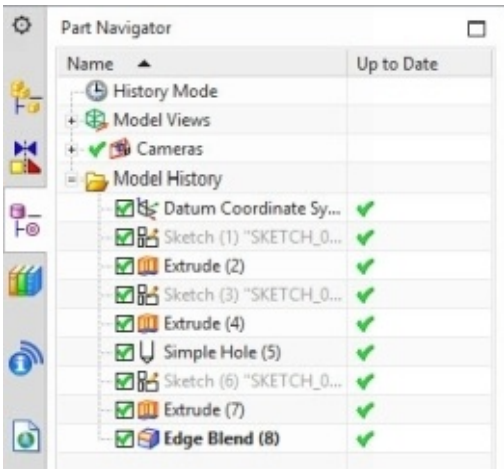 Part Navigator
Name Up to Date
History Mode
Model Views
Cameras
Model History
Datum Coordinate Sy...
Sketch (1) "SKETCH_0...
Extrude (2)
Sketch (3) "SKETCH_0...
Extrude (4)
Simple Hole (5)
Sketch (6) "SKETCH_0...
Extrude (7)
Edge Blend (8)